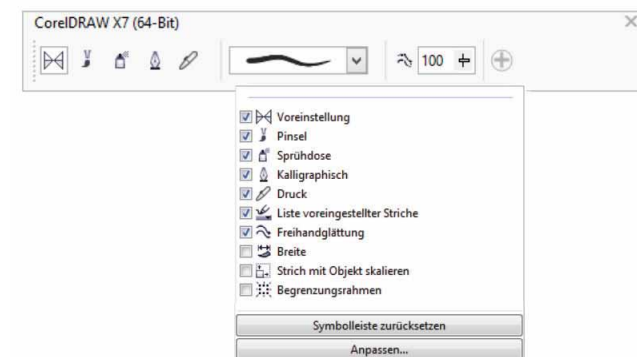 CorelDRAW X7 (64-Bit)
100
Voreinstellung
Pinsel
Sprühdose
Kalligraphisch
Druck
Liste voreingestellter Striche
Freihandglättung
Breite
Strich mit Objekt skalieren
Begrenzungsrahmen
Symbolleiste zurücksetzen
Anpassen...